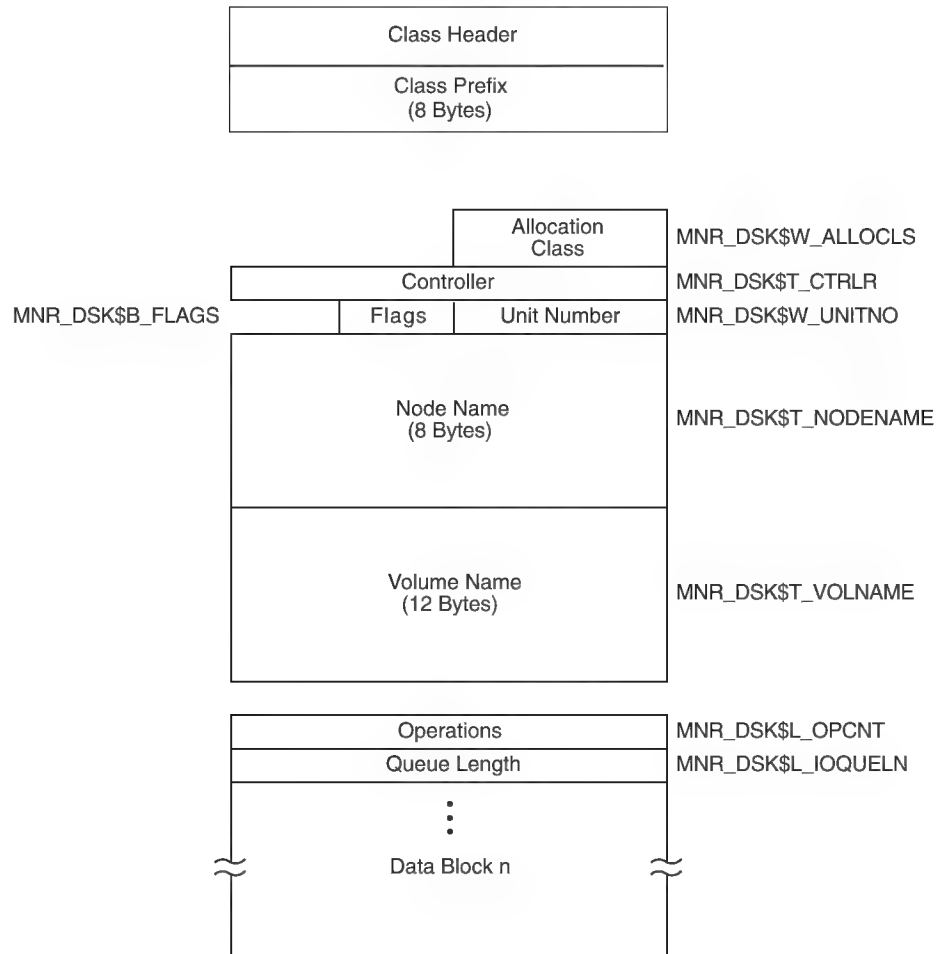 Class Header
Class Prefix
(8 Bytes)
Allocation
Class
MNR_DSK$W_ALLOCLS
Controller
MNR_DSK$T_CTRLR
MNR_DSK$B_FLAGS
Flags
Unit Number
MNR_DSK$W_UNITNO
Node Name
(8 Bytes)
MNR_DSK$T_NODENAME
Volume Name
(12 Bytes)
MNR_DSK$T_VOLNAME
Operations
MNR_DSK$L_OPCNT
Queue Length
MNR_DSK$L_IOQUELN
Data Block n